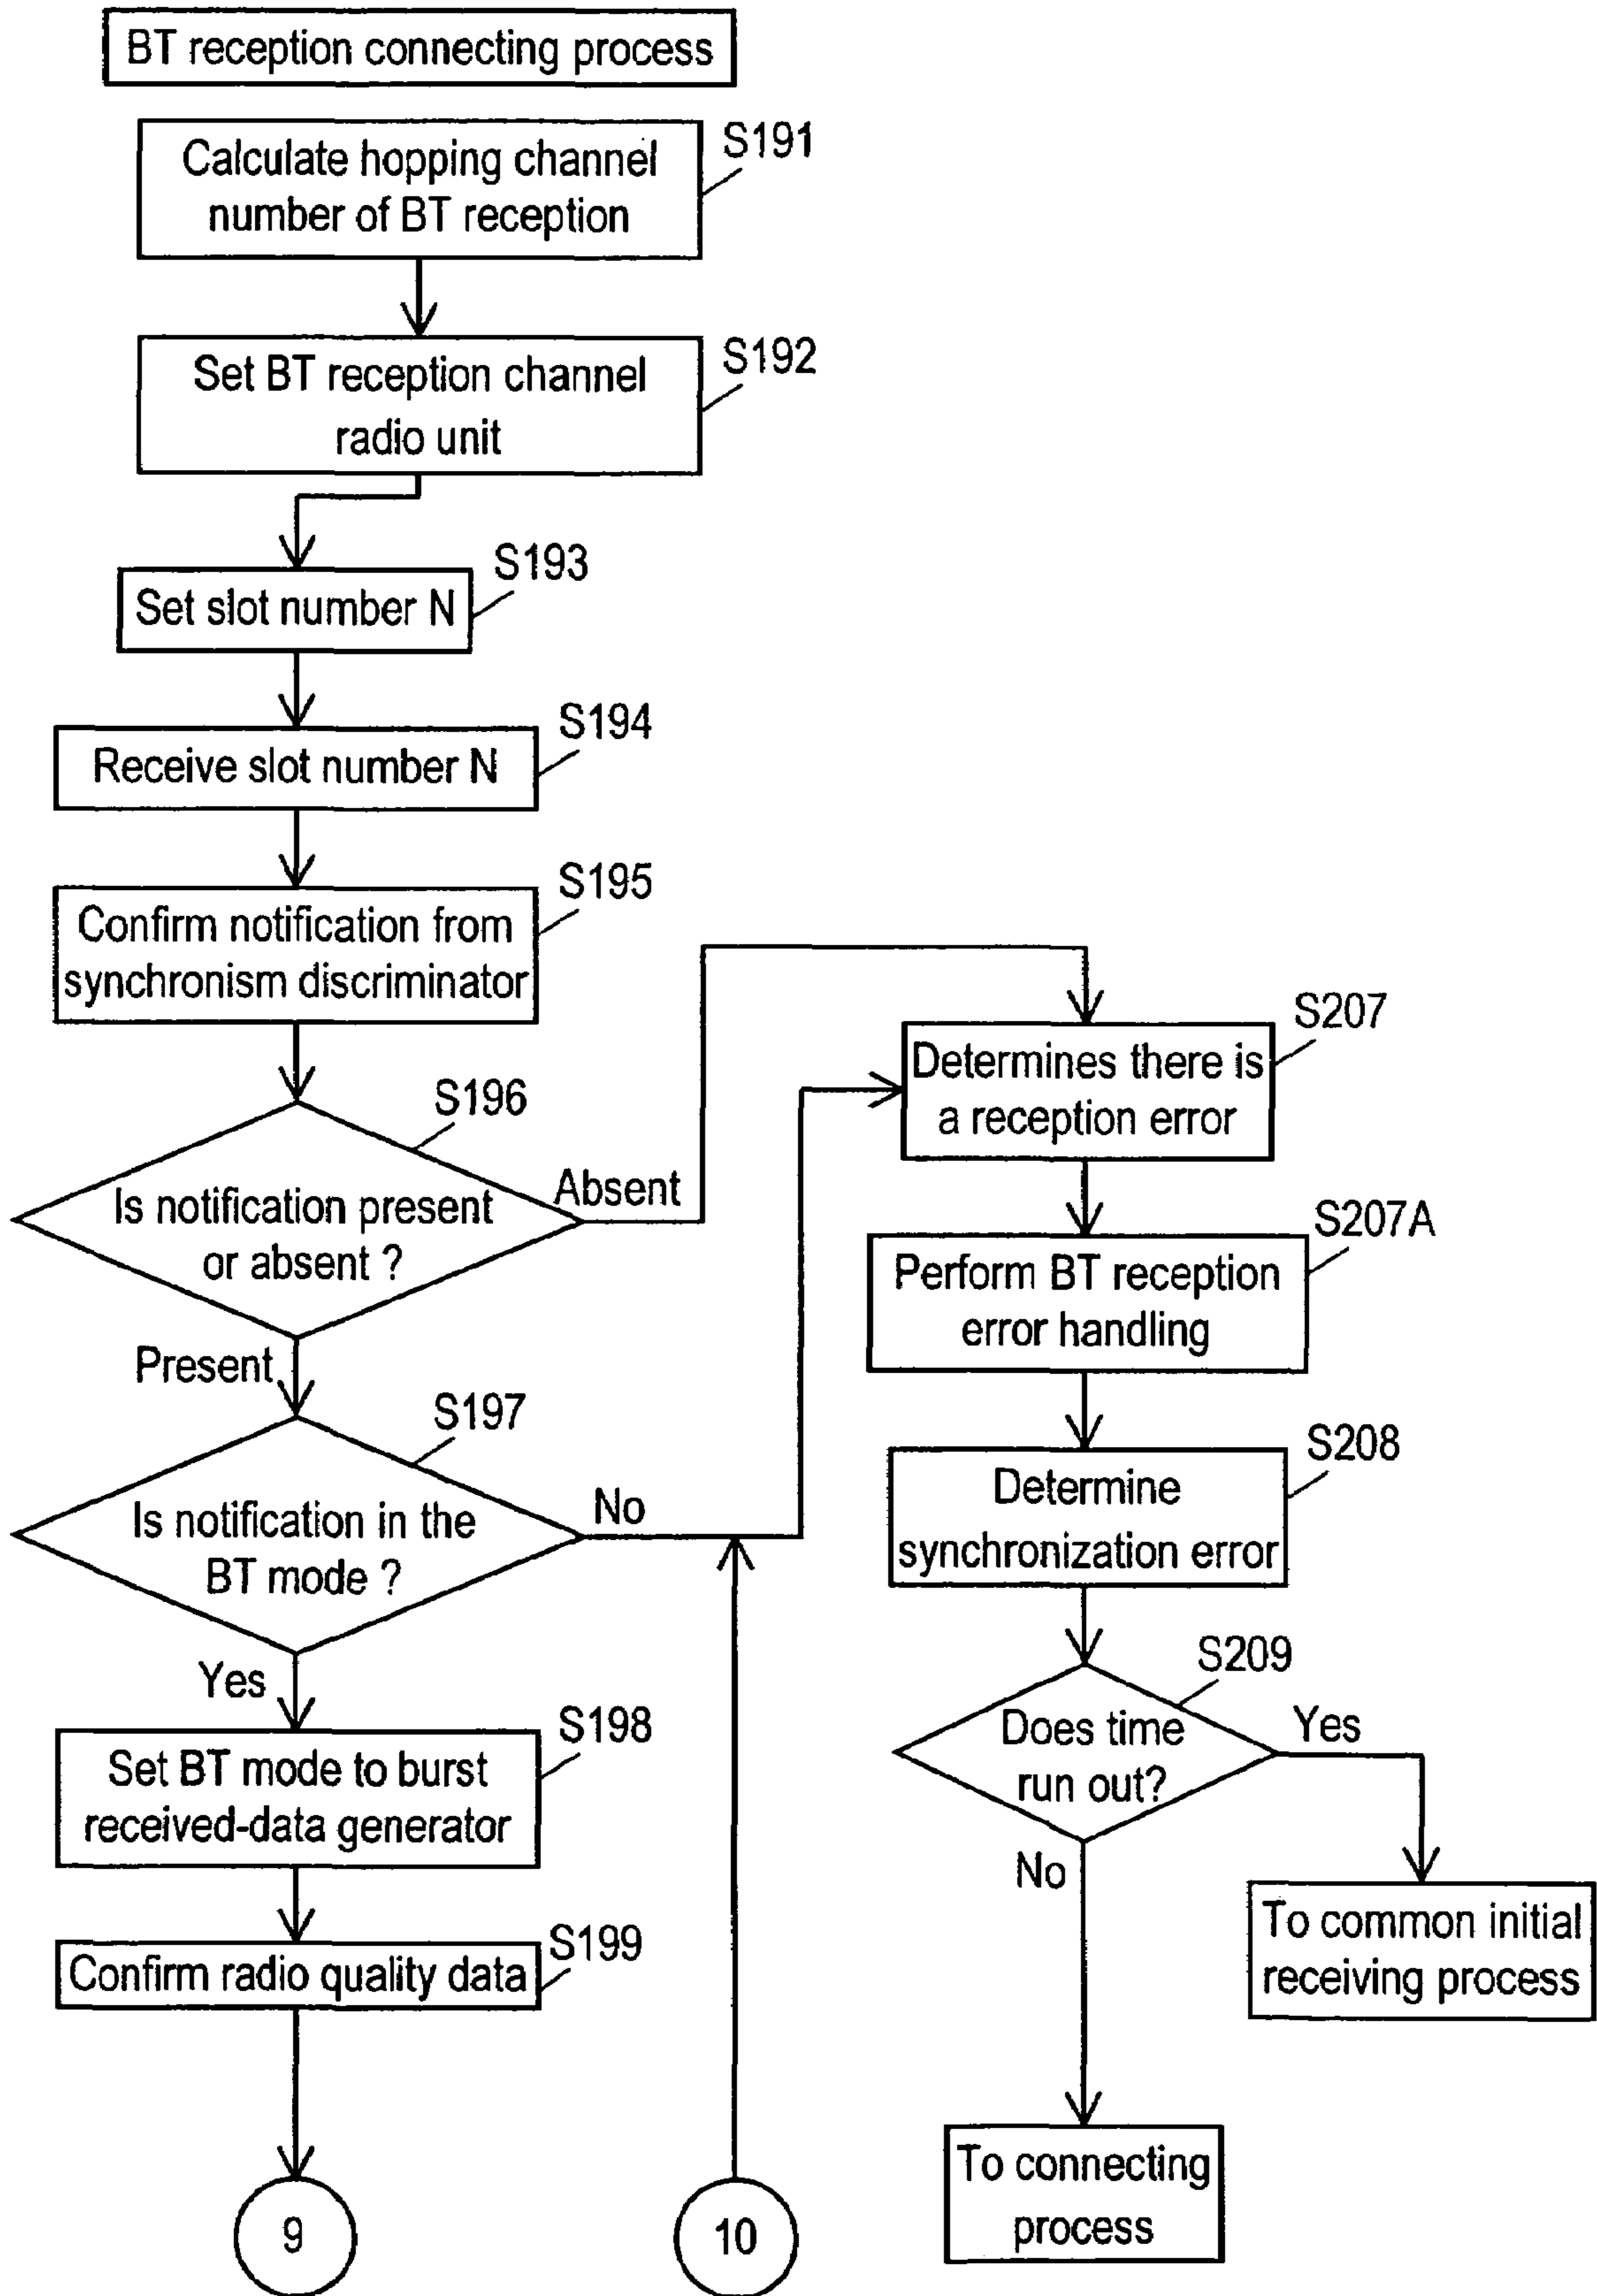 BT reception connecting process
S191
Calculate hopping channel
number of BT reception
S192
Set BT reception channel
radio unit
S193
Set slot number N
S194
Receive slot number N
S195
Confirm notification from
synchronism discriminator
S196
Is notification present
or absent ?
Absent
Present
S197
Is notification in the
BT mode ?
No
Yes
S198
Set BT mode to burst
received-data generator
S199
Confirm radio quality data
9
10
S207
Determines there is
a reception error
S207A
Perform BT reception
error handling
S208
Determine
synchronization error
S209
Does time
run out?
Yes
No
To common initial
receiving process
To connecting
process